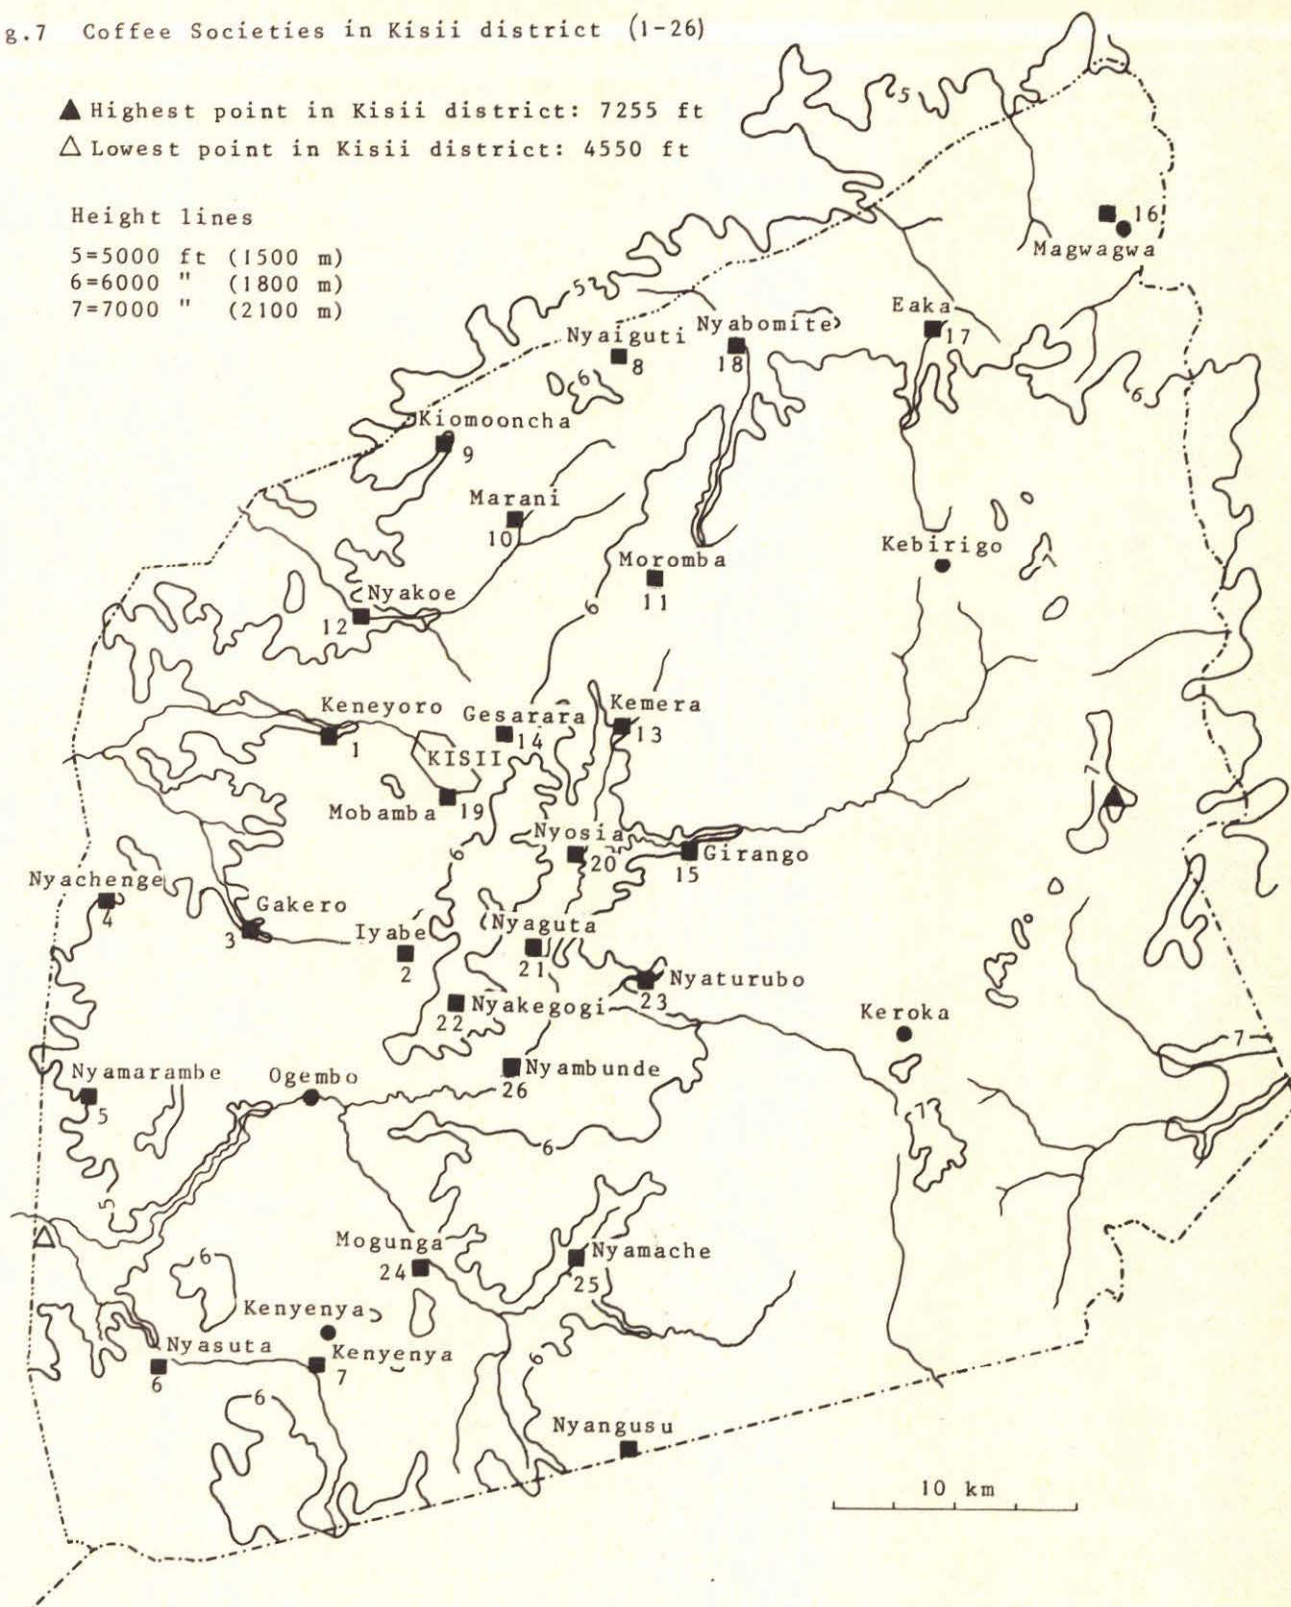 g.7 Coffee Societies in Kisii district (1-26)
▲ Highest point in Kisii district: 7255 ft
△ Lowest point in Kisii district: 4550 ft
Height lines
5=5000 ft (1500 m)
6=6000 " (1800 m)
7=7000 " (2100 m)
5
16
Magwagwa
5
Eaka
17
Nyaiguti
8
Nyabomite
18
6
6
Kiomooncha
9
Marani
10
Moromba
11
Kebirigo
Nyakoe
12
6
Keneyoro
1
Gesarara
14
Kemera
13
KISII
7
Mobamba
19
Nyosia
20
Girango
15
6
Nyachenge
4
Gakero
3
Iyabe
2
Nyaguta
21
Nyaturubo
23
Nyakegogi
22
Keroka
7
Nyamarambe
5
Ogembo
Nyambunde
26
7
6
5
Mogunga
24
Nyamache
25
6
Kenyenya
Nyasuta
6
Kenyenya
7
6
6
Nyangusu
10 km